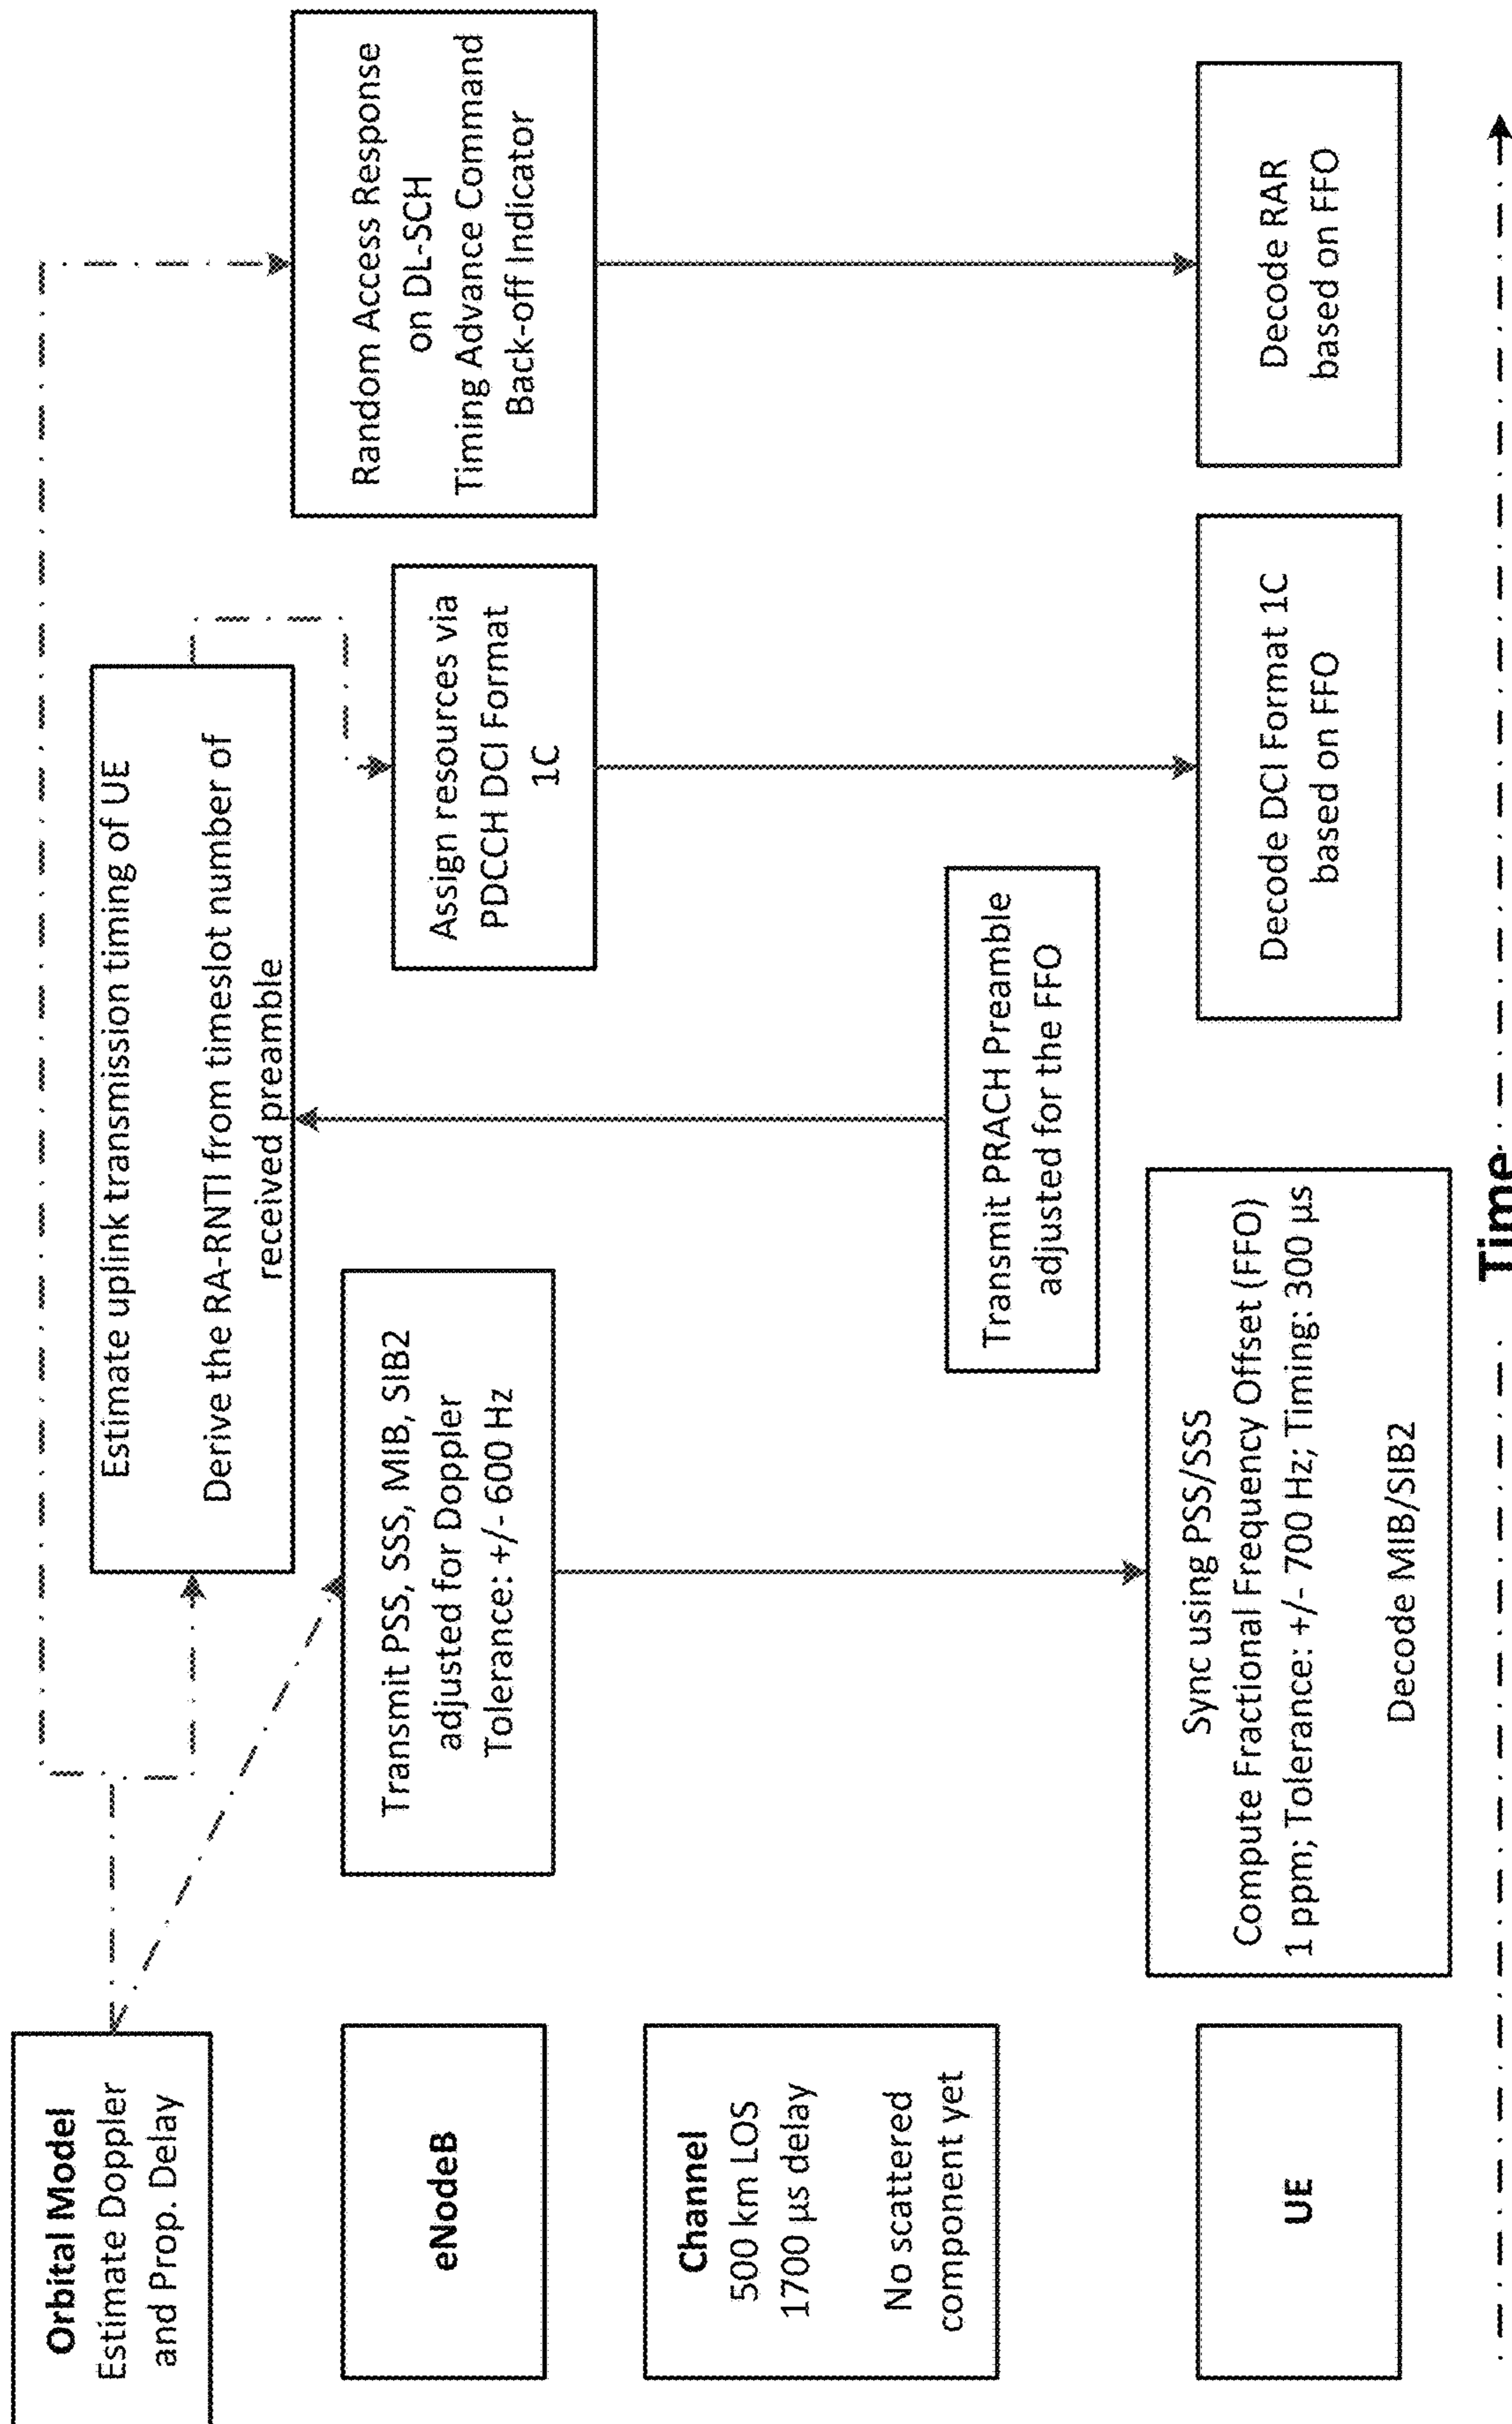 Orbital Model
Estimate Doppler
and Prop. Delay
eNodeB
Channel
500 km LOS
1700 µs delay
No scattered
component yet
UE
Transmit PSS, SSS, MIB, SIB2
adjusted for Doppler
Tolerance: +/- 600 Hz
Sync using PSS/SSS
Compute Fractional Frequency Offset (FFO)
1 ppm; Tolerance: +/- 700 Hz; Timing: 300 µs
Decode MIB/SIB2
Transmit PRACH Preamble
adjusted for the FFO
Estimate uplink transmission timing of UE
Derive the RA-RNTI from timeslot number of
received preamble
Assign resources via
PDCCH DCI Format
1C
Decode DCI Format 1C
based on FFO
Random Access Response
on DL-SCH
Timing Advance Command
Back-off Indicator
Decode RAR
based on FFO
Time